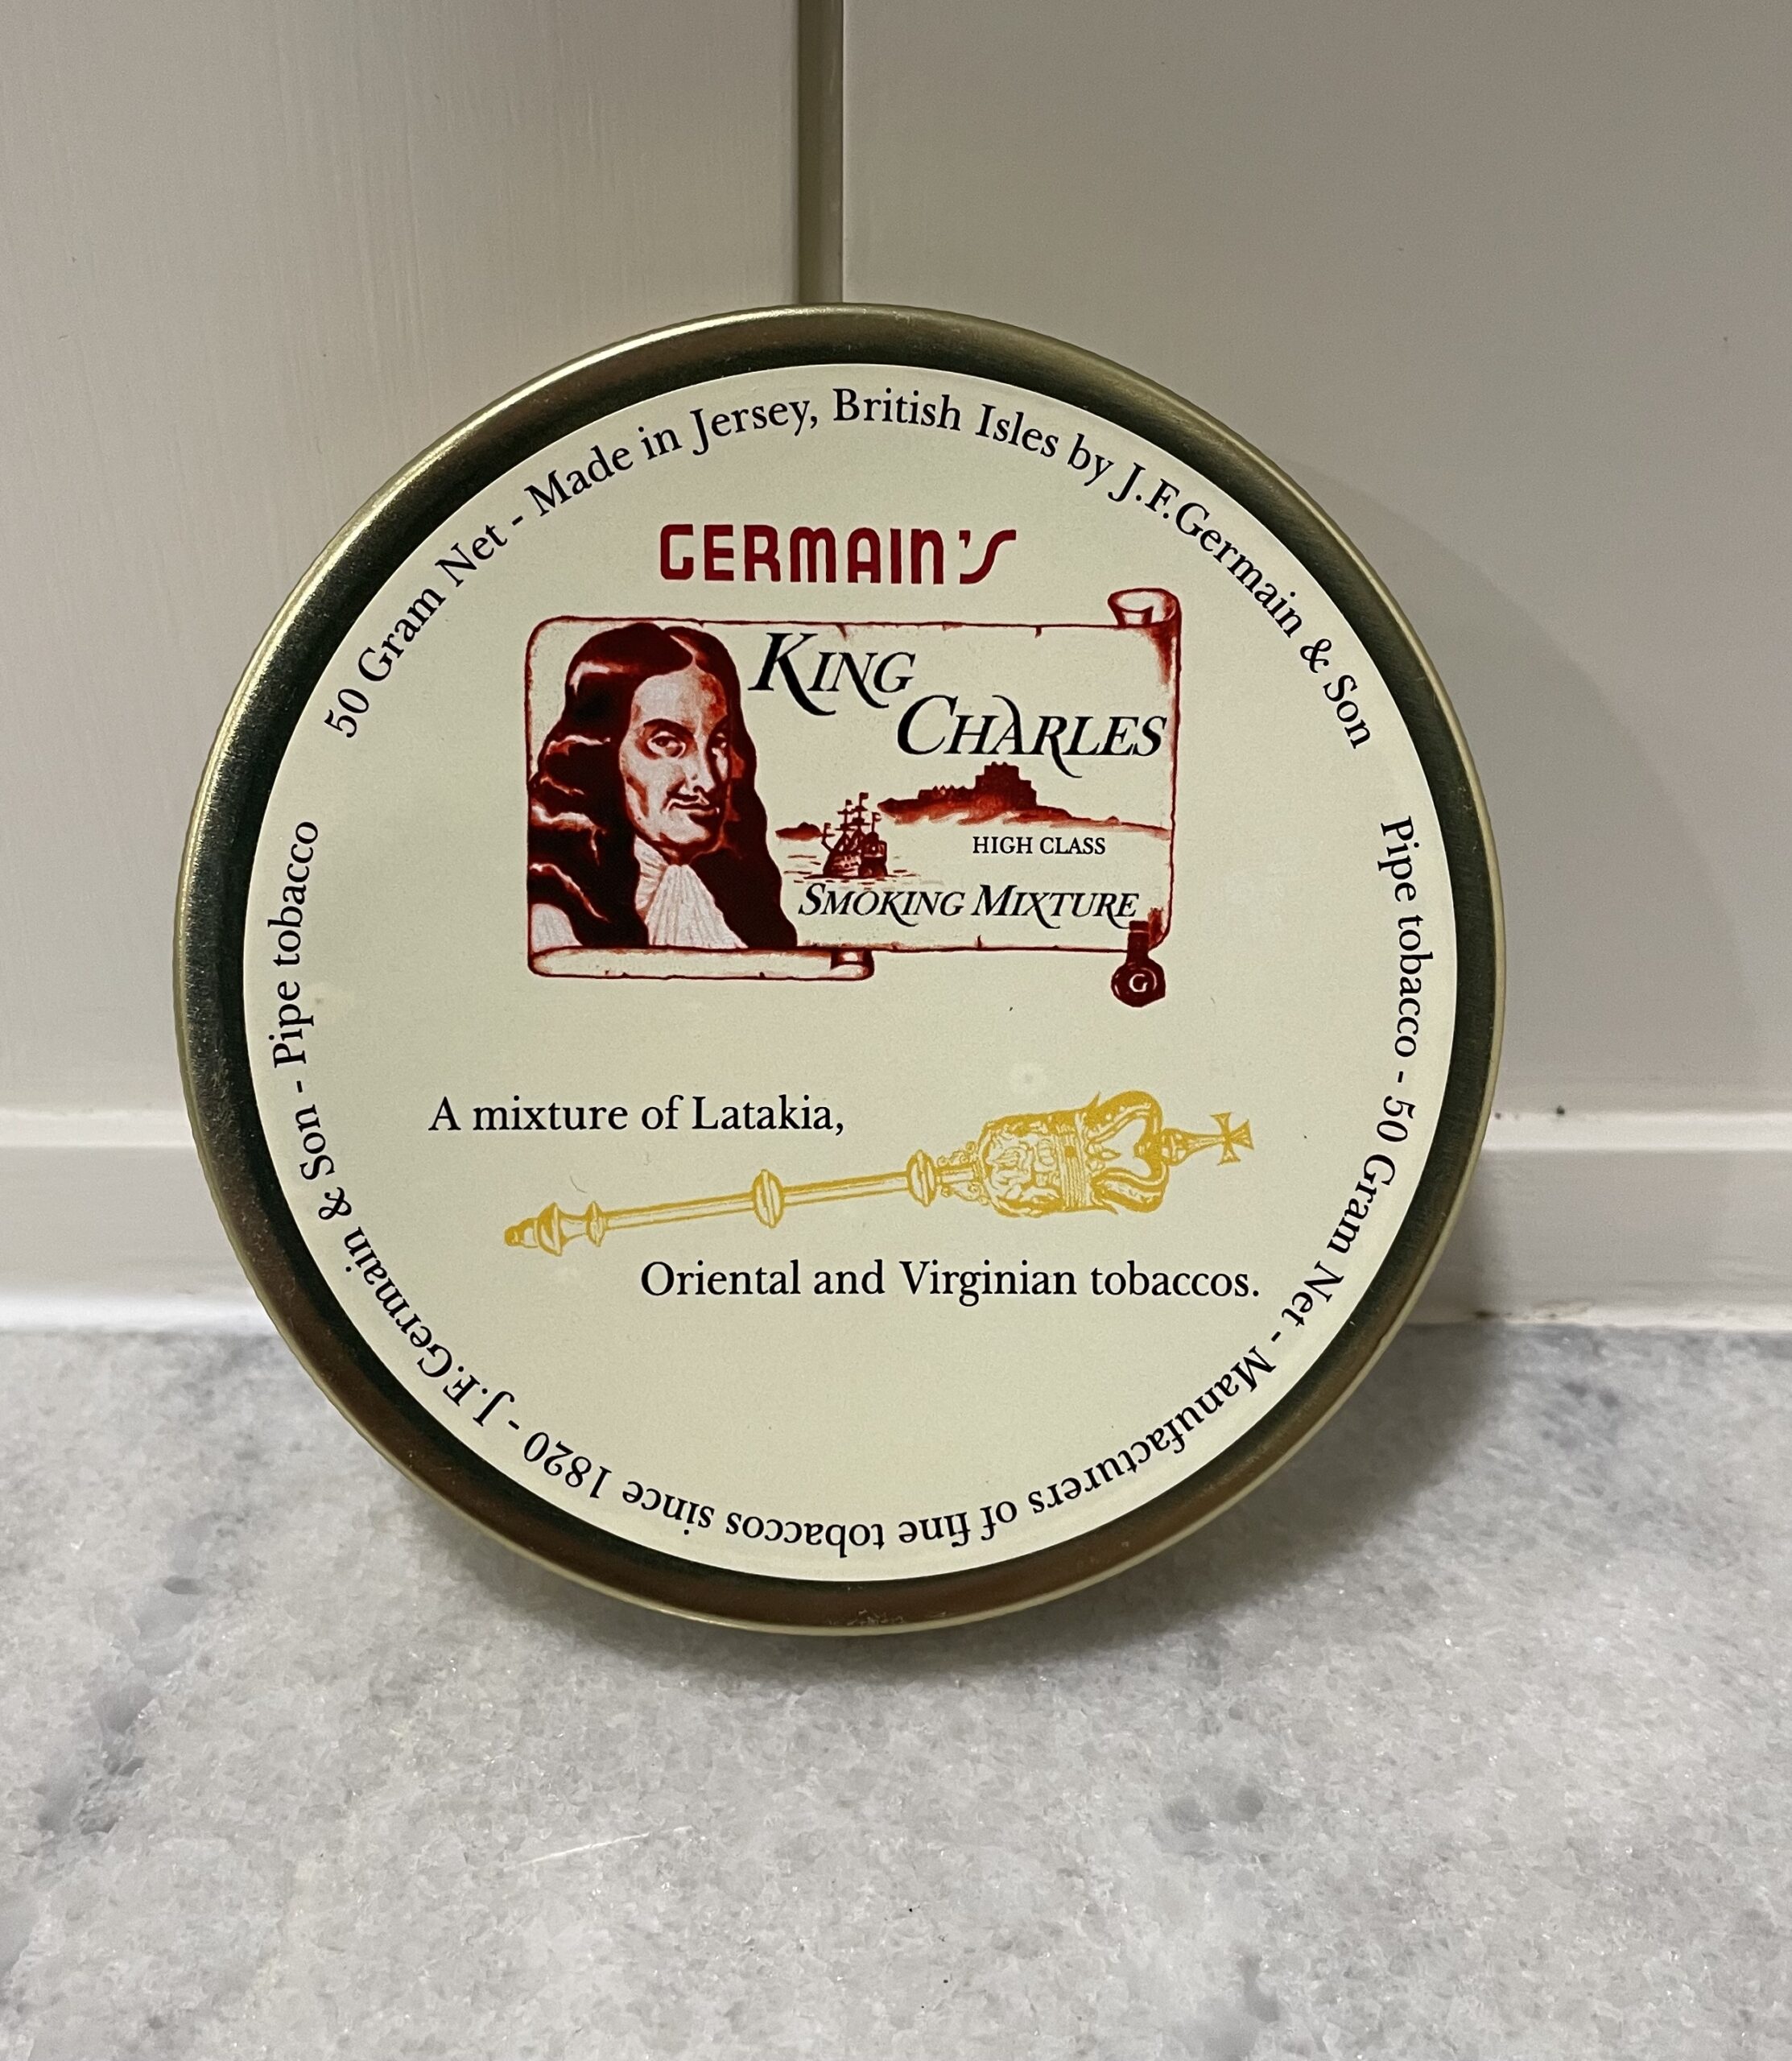 50 Gram Net - Made in Jersey, British Isles by J.F.Germain & Son
GERMAIN'S
KING
CHARLES
HIGH CLASS
SMOKING MIXTURE
G
A mixture of Latakia,
Oriental and Virginian tobaccos.
Pipe tobacco - 50 Gram Net - Manufacturers of fine tobaccos since 1820 - J.F.Germain & Son - Pipe tobacco